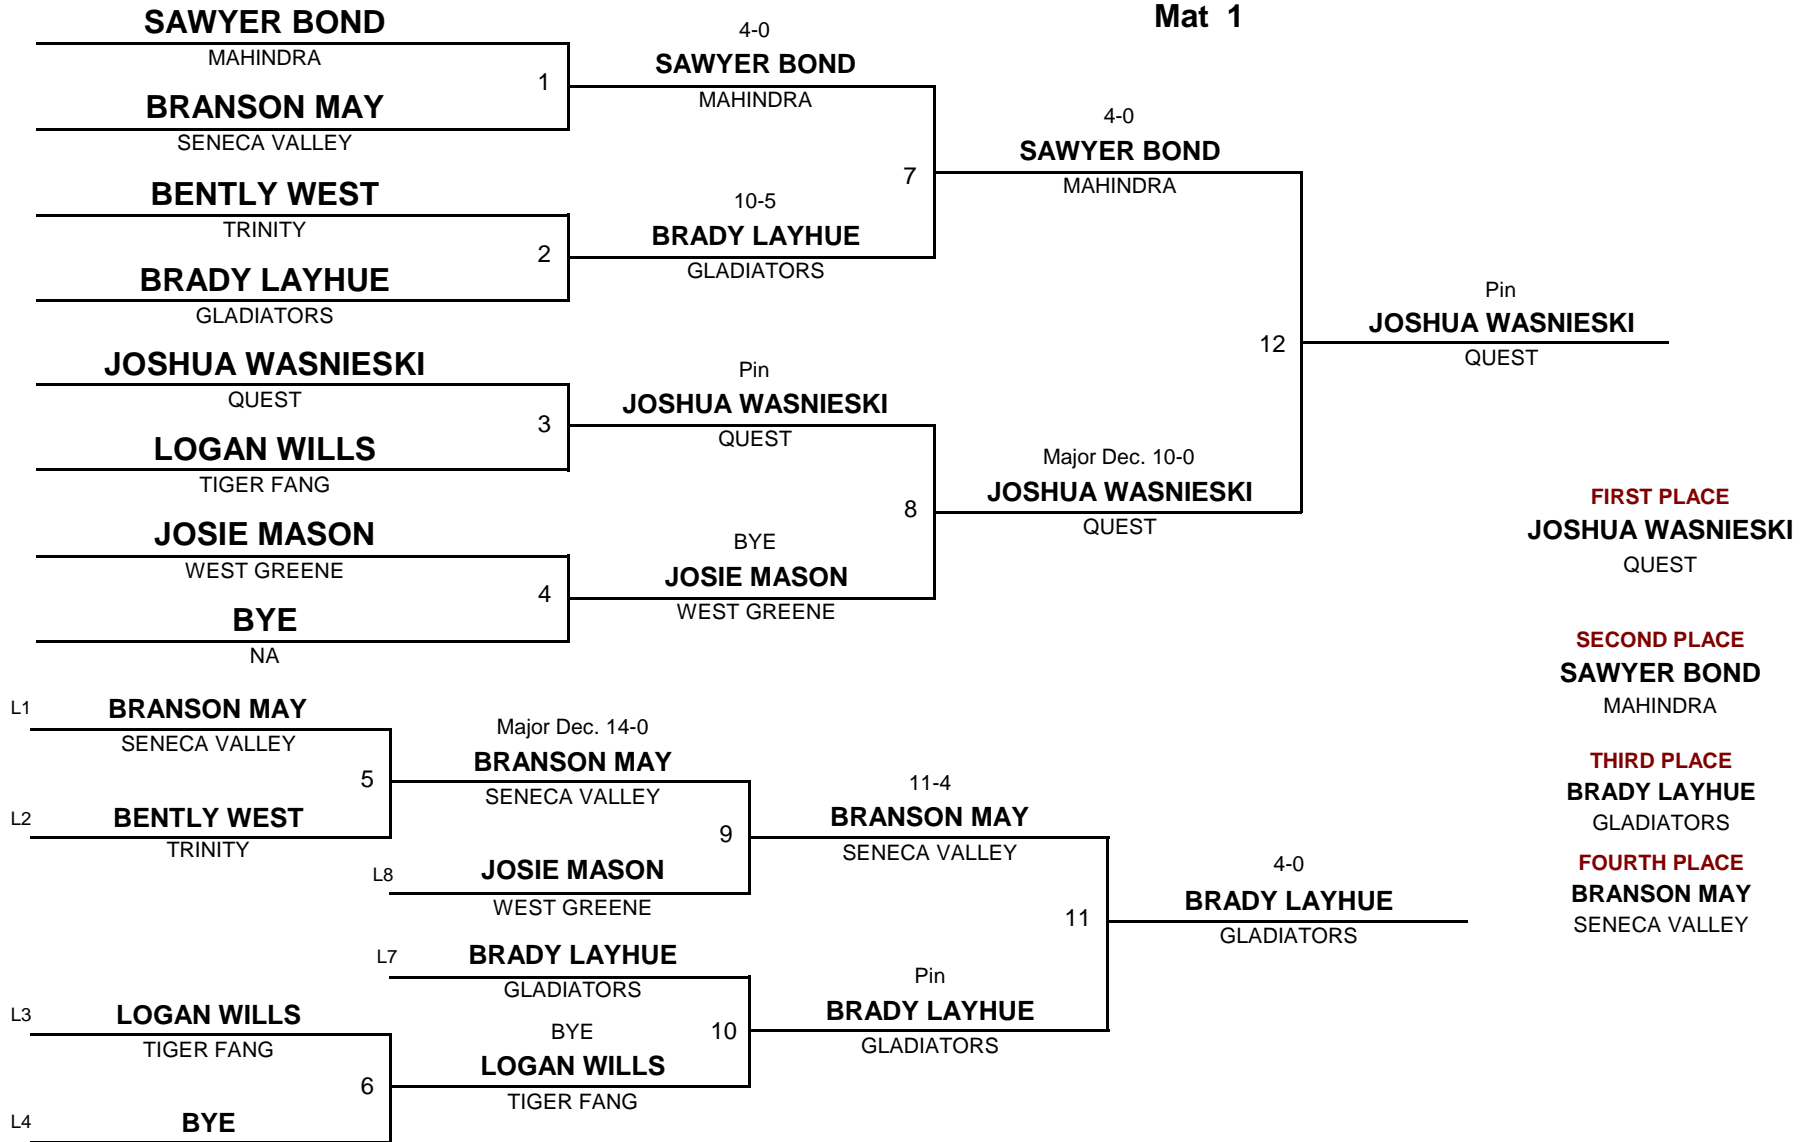 Mat 1
SAWYER BOND
MAHINDRA
1
BRANSON MAY
SENECA VALLEY
BENTLY WEST
TRINITY
2
BRADY LAYHUE
GLADIATORS
JOSHUA WASNIESKI
QUEST
3
LOGAN WILLS
TIGER FANG
JOSIE MASON
WEST GREENE
4
BYE
NA
4-0
SAWYER BOND
MAHINDRA
7
10-5
BRADY LAYHUE
GLADIATORS
Pin
JOSHUA WASNIESKI
QUEST
8
BYE
JOSIE MASON
WEST GREENE
4-0
SAWYER BOND
MAHINDRA
12
Major Dec. 10-0
JOSHUA WASNIESKI
QUEST
Pin
JOSHUA WASNIESKI
QUEST
L1
BRANSON MAY
SENECA VALLEY
5
L2
BENTLY WEST
TRINITY
L3
LOGAN WILLS
TIGER FANG
6
L4
BYE
Major Dec. 14-0
BRANSON MAY
SENECA VALLEY
9
L8
JOSIE MASON
WEST GREENE
L7
BRADY LAYHUE
GLADIATORS
10
BYE
LOGAN WILLS
TIGER FANG
11-4
BRANSON MAY
SENECA VALLEY
11
Pin
BRADY LAYHUE
GLADIATORS
4-0
BRADY LAYHUE
GLADIATORS
FIRST PLACE
JOSHUA WASNIESKI
QUEST
SECOND PLACE
SAWYER BOND
MAHINDRA
THIRD PLACE
BRADY LAYHUE
GLADIATORS
FOURTH PLACE
BRANSON MAY
SENECA VALLEY